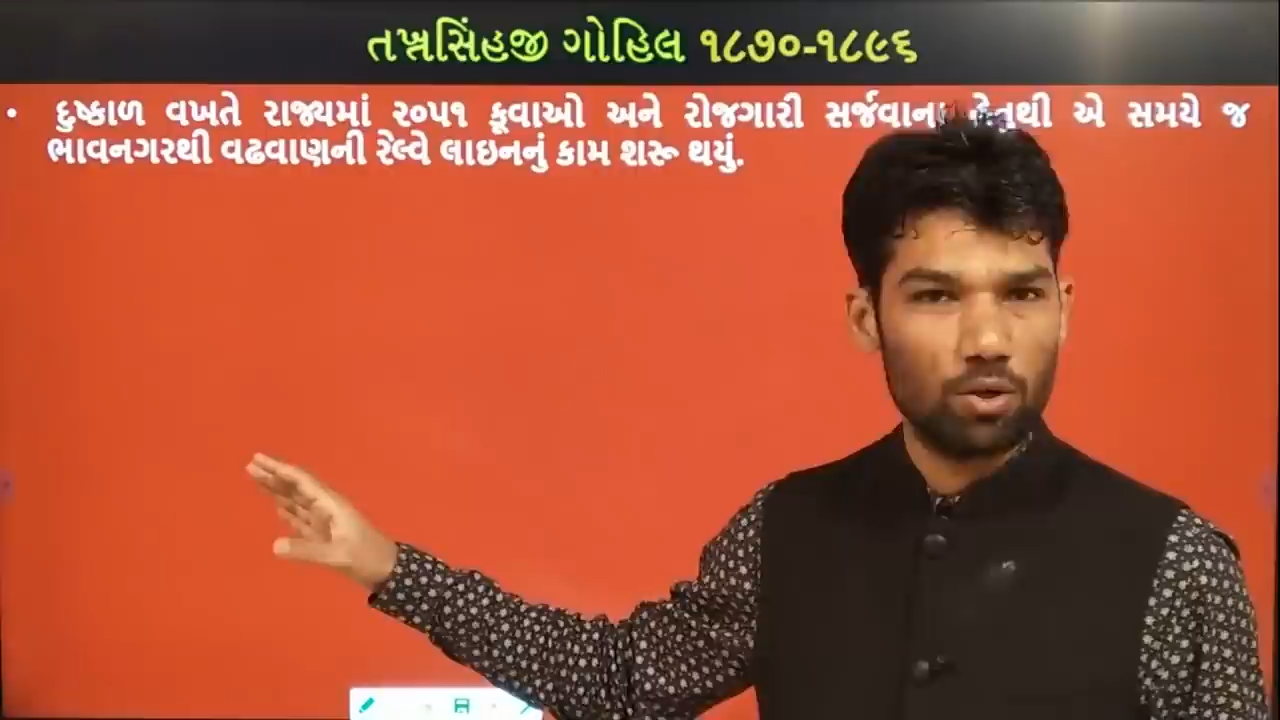 તખ્તસિંહજી ગોહિલ ૧૮૭૦-૧૮૯૬
• દુષ્કાળ વખતે રાજ્યમાં ૨૦૫૧ કૂવાઓ અને રોજગારી સર્જવાના એ સમયે જ
ભાવનગરથી વઢવાણની રેલ્વે લાઇનનું કામ શરૂ થયું.